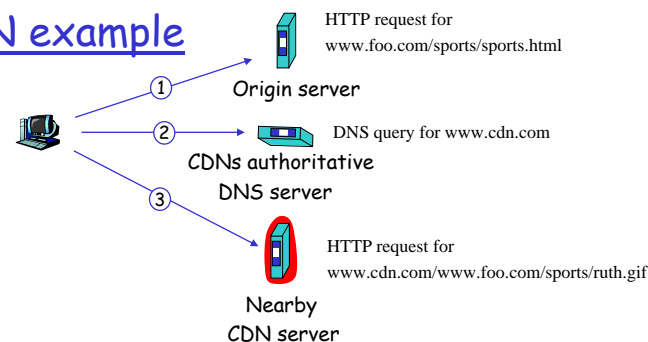 N example
HTTP request for
www.foo.com/sports/sports.html
1
Origin server
2
DNS query for www.cdn.com
CDNs authoritative
DNS server
3
HTTP request for
www.cdn.com/www.foo.com/sports/ruth.gif
Nearby
CDN server